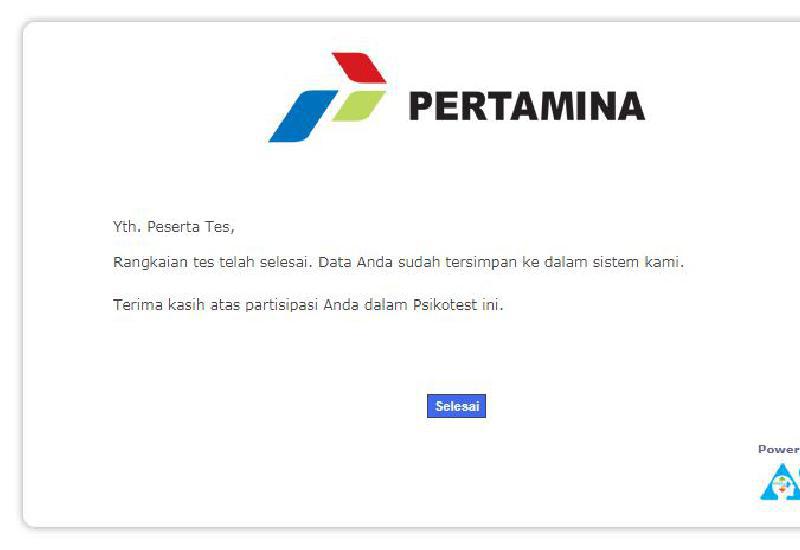 PERTAMINA
Yth. Peserta Tes,
Rangkaian tes telah selesai. Data Anda sudah tersimpan ke dalam sistem kami.
Terima kasih atas partisipasi Anda dalam Psikotest ini.
Selesai
Power